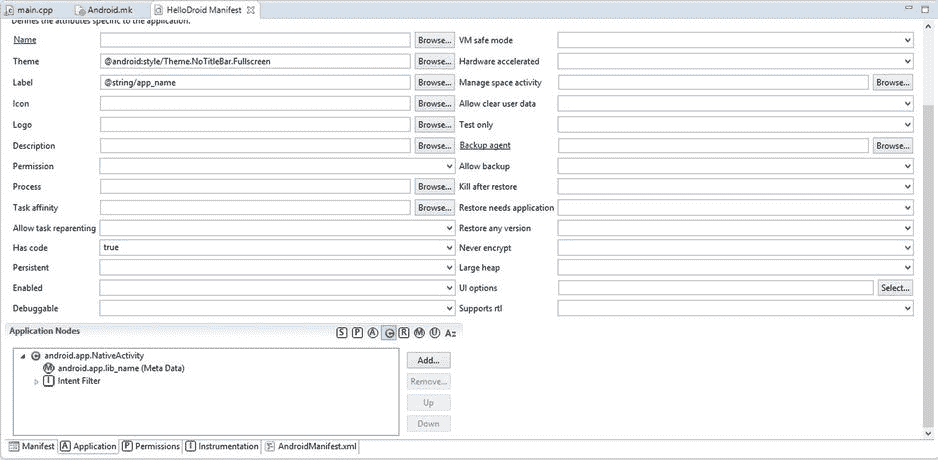 main.cpp Android.mk HelloDroid Manifest
Defines the attributes specific to the application.
Name Browse... VM safe mode
Theme @android:style/Theme.NoTitleBar.Fullscreen Browse... Hardware accelerated
Label @string/app_name Browse... Manage space activity Browse...
Icon Browse... Allow clear user data
Logo Browse... Test only
Description Browse... Backup agent Browse...
Permission Allow backup
Process Browse... Kill after restore
Task affinity Browse... Restore needs application
Allow task reparenting Restore any version
Has code true Never encrypt
Persistent Large heap
Enabled UI options Select...
Debuggable Supports rtl
Application Nodes S P A C R M U Az
C android.app.NativeActivity Add...
M android.app.lib_name (Meta Data)
I Intent Filter Remove...
Up
Down
Manifest A Application P Permissions I Instrumentation AndroidManifest.xml